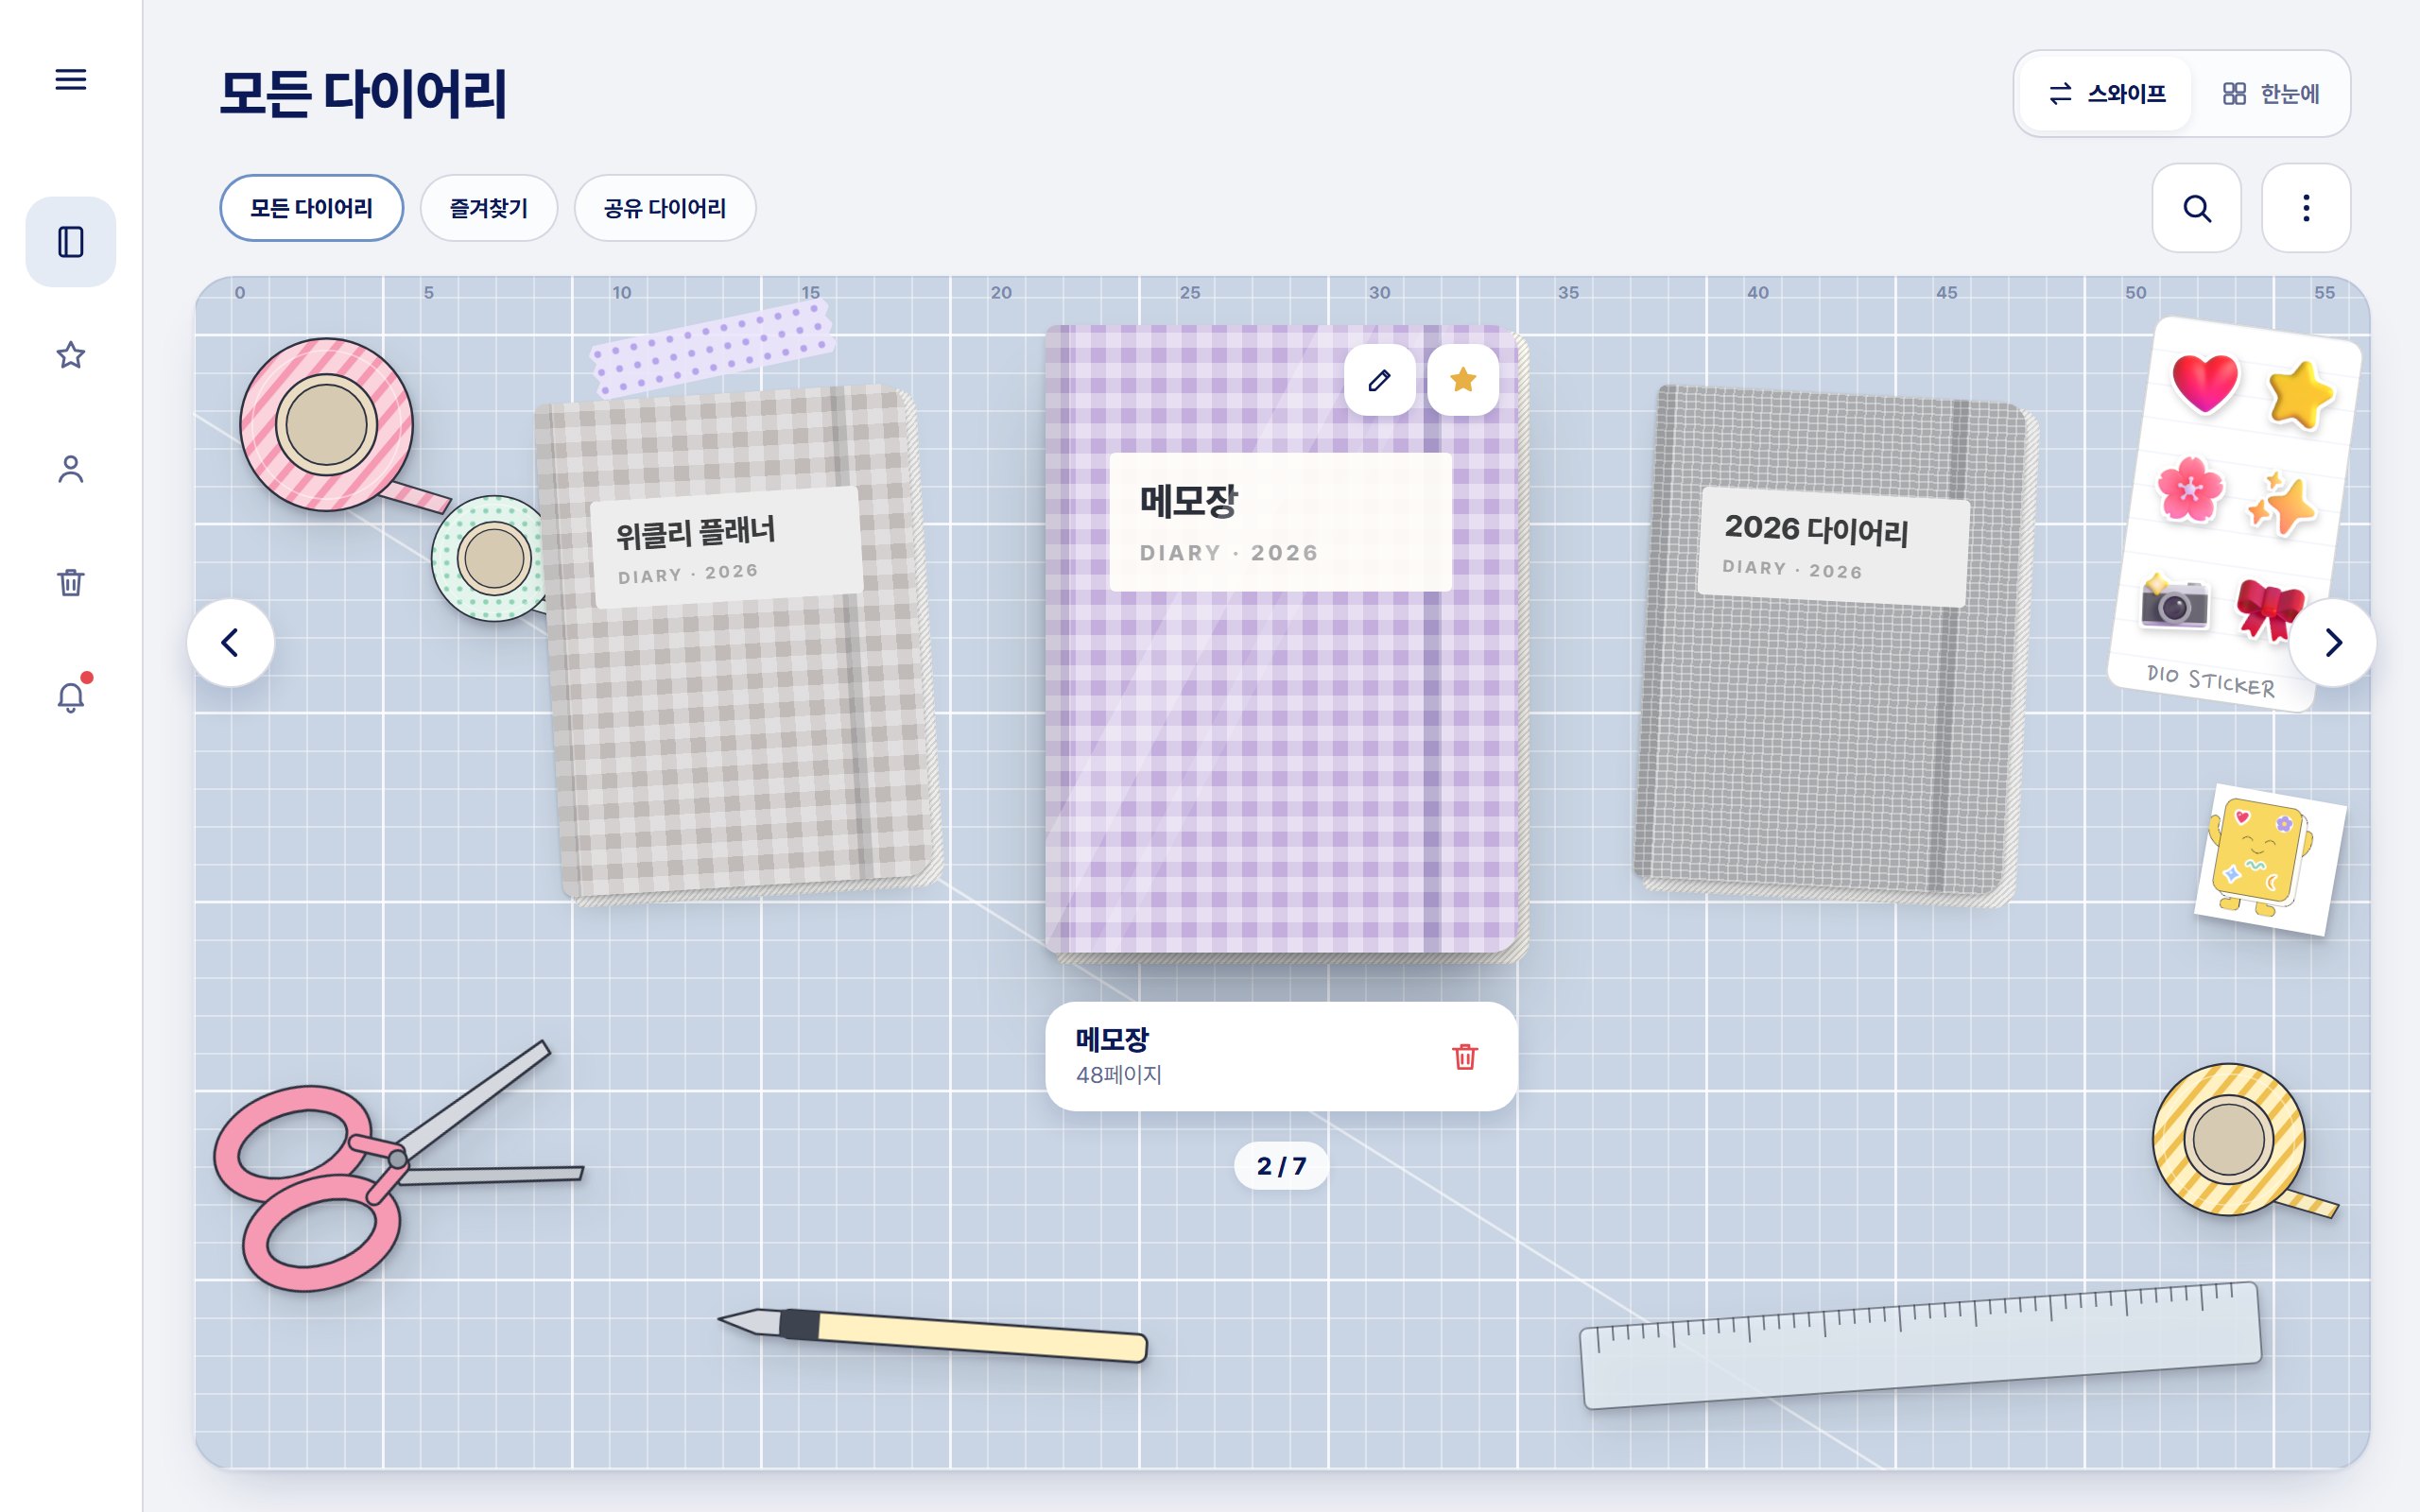 모든 다이어리
스와이프
한눈에
모든 다이어리
즐겨찾기
공유 다이어리
0 5 10 15 20 25 30 35 40 45 50 55
위클리 플래너
DIARY · 2026
메모장
DIARY · 2026
2026 다이어리
DIARY · 2026
DIO STICKER
메모장
48페이지
2 / 7